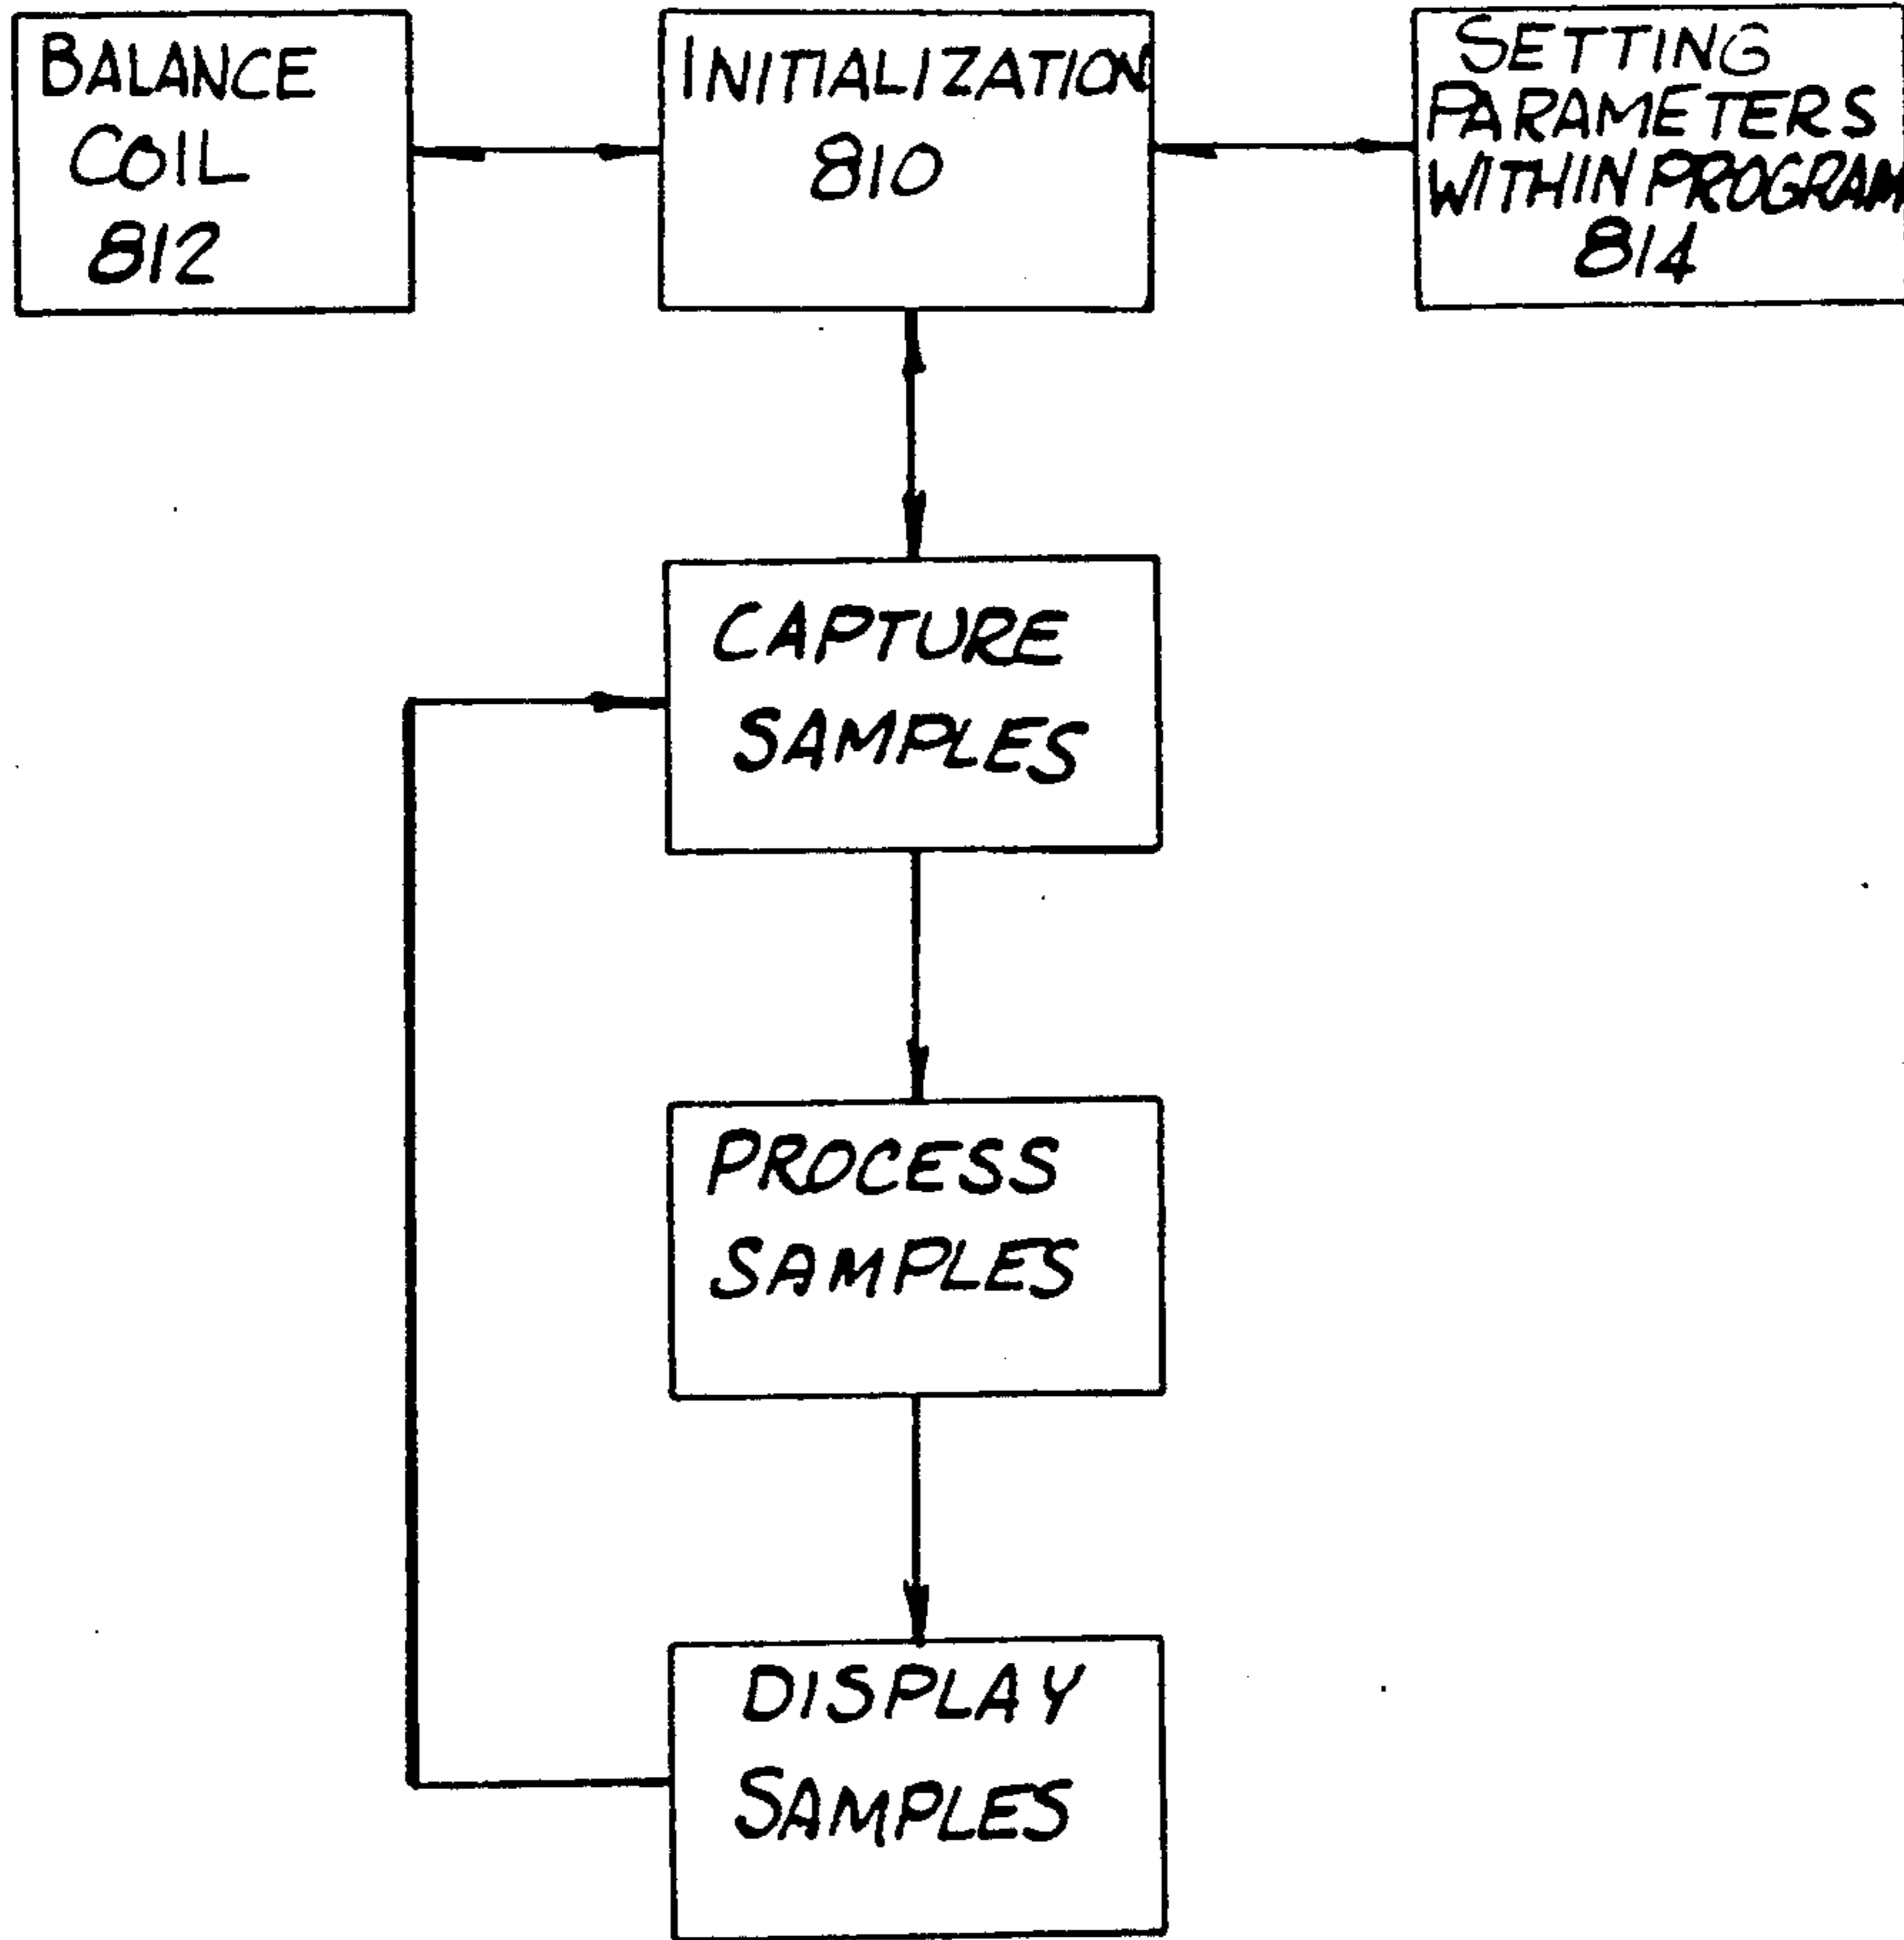 BALANCE
COIL
812
INITIALIZATION
810
SETTING
PARAMETERS
WITHIN PROGRAM
814
CAPTURE
SAMPLES
PROCESS
SAMPLES
DISPLAY
SAMPLES